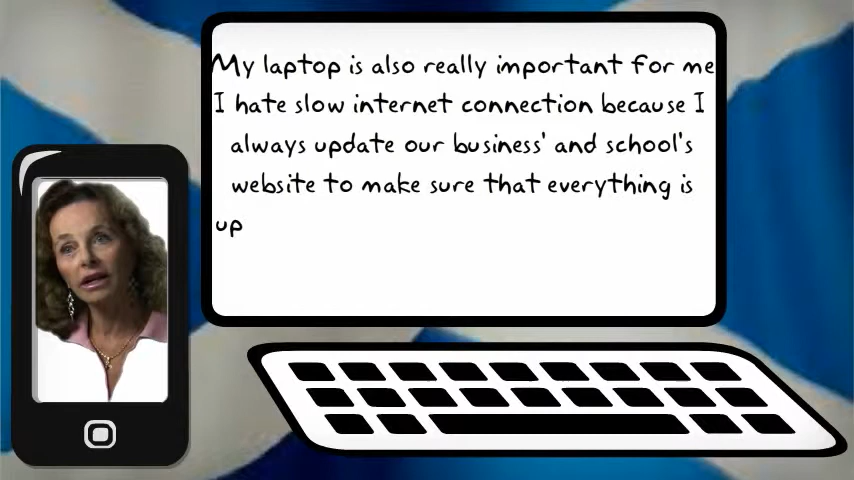 My laptop is also really important for me
I hate slow internet connection because I
always update our business' and school's
website to make sure that everything is
up